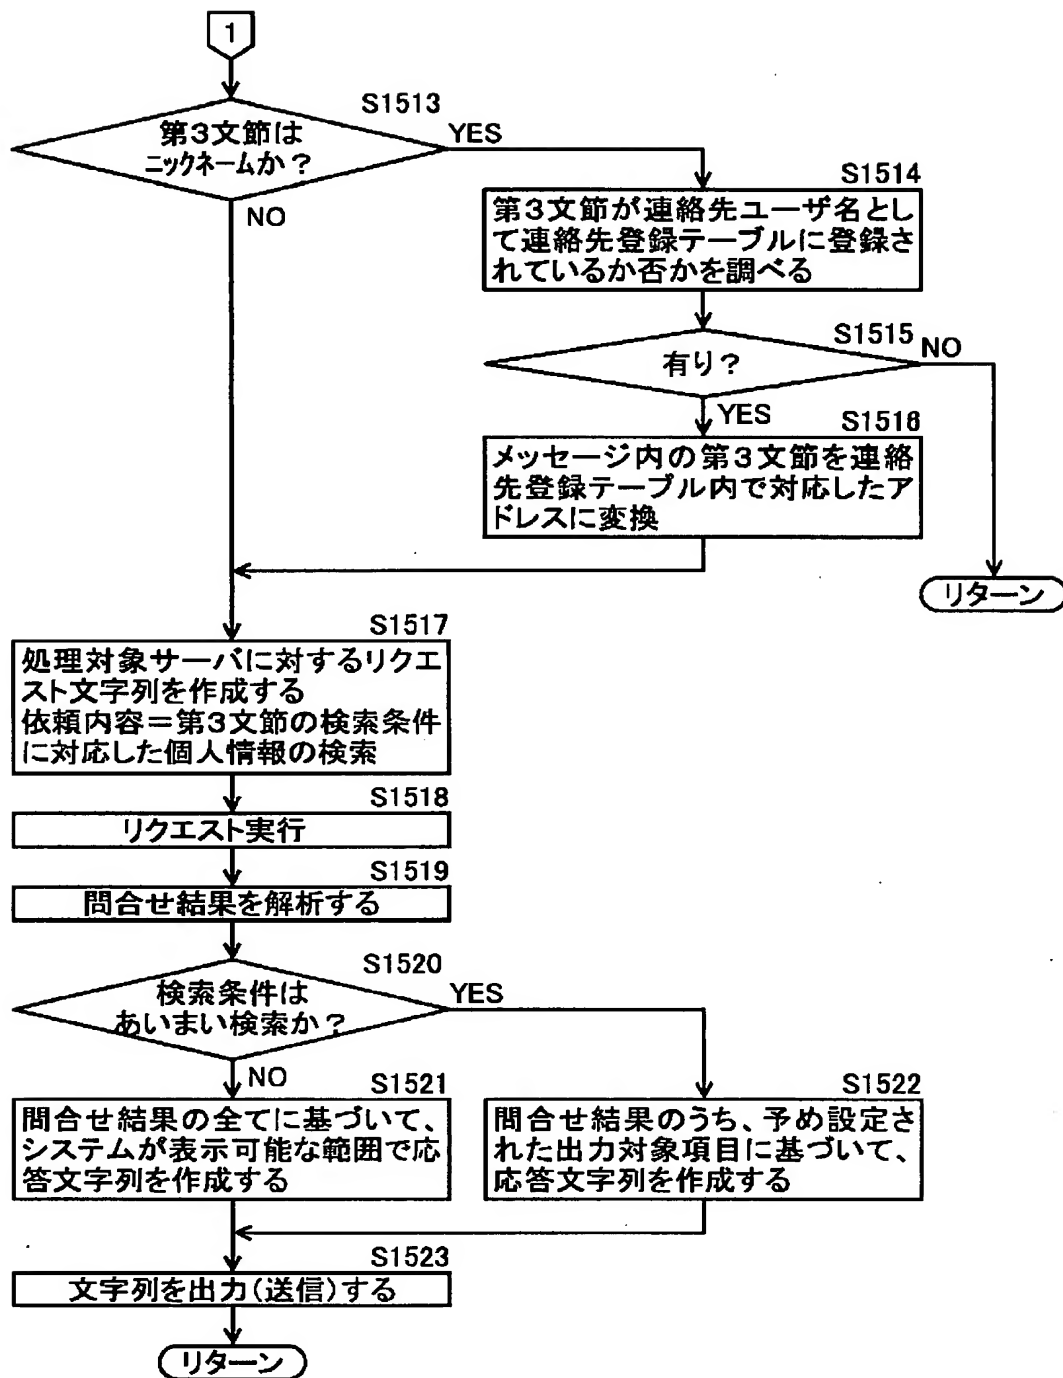 1
S1513
第3文節は
ニックネームか？
YES
NO
S1514
第3文節が連絡先ユーザ名とし
て連絡先登録テーブルに登録さ
れているか否かを調べる
S1515
有り？
NO
YES
S1516
メッセージ内の第3文節を連絡
先登録テーブル内で対応したア
ドレスに変換
リターン
S1517
処理対象サーバに対するリクエ
スト文字列を作成する
依頼内容＝第3文節の検索条件
に対応した個人情報の検索
S1518
リクエスト実行
S1519
問合せ結果を解析する
S1520
検索条件は
あいまい検索か？
YES
NO
S1521
問合せ結果の全てに基づいて、
システムが表示可能な範囲で応
答文字列を作成する
S1522
問合せ結果のうち、予め設定さ
れた出力対象項目に基づいて、
応答文字列を作成する
S1523
文字列を出力(送信)する
リターン